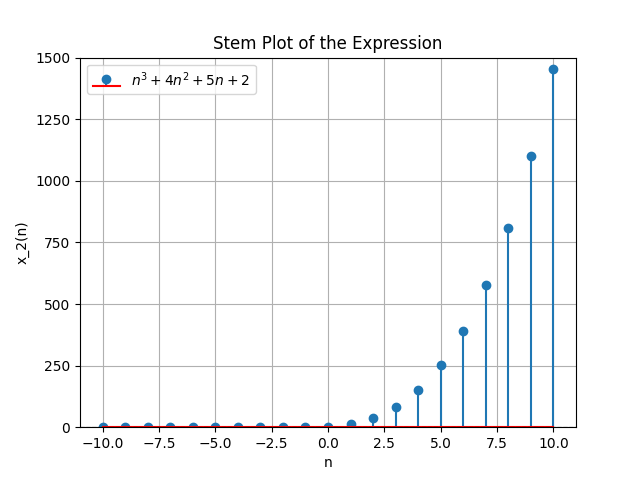 Stem Plot of the Expression
n³ + 4n² + 5n + 2
x_2(n)
1500
1250
1000
750
500
250
0
−10.0 −7.5 −5.0 −2.5 0.0 2.5 5.0 7.5 10.0
n